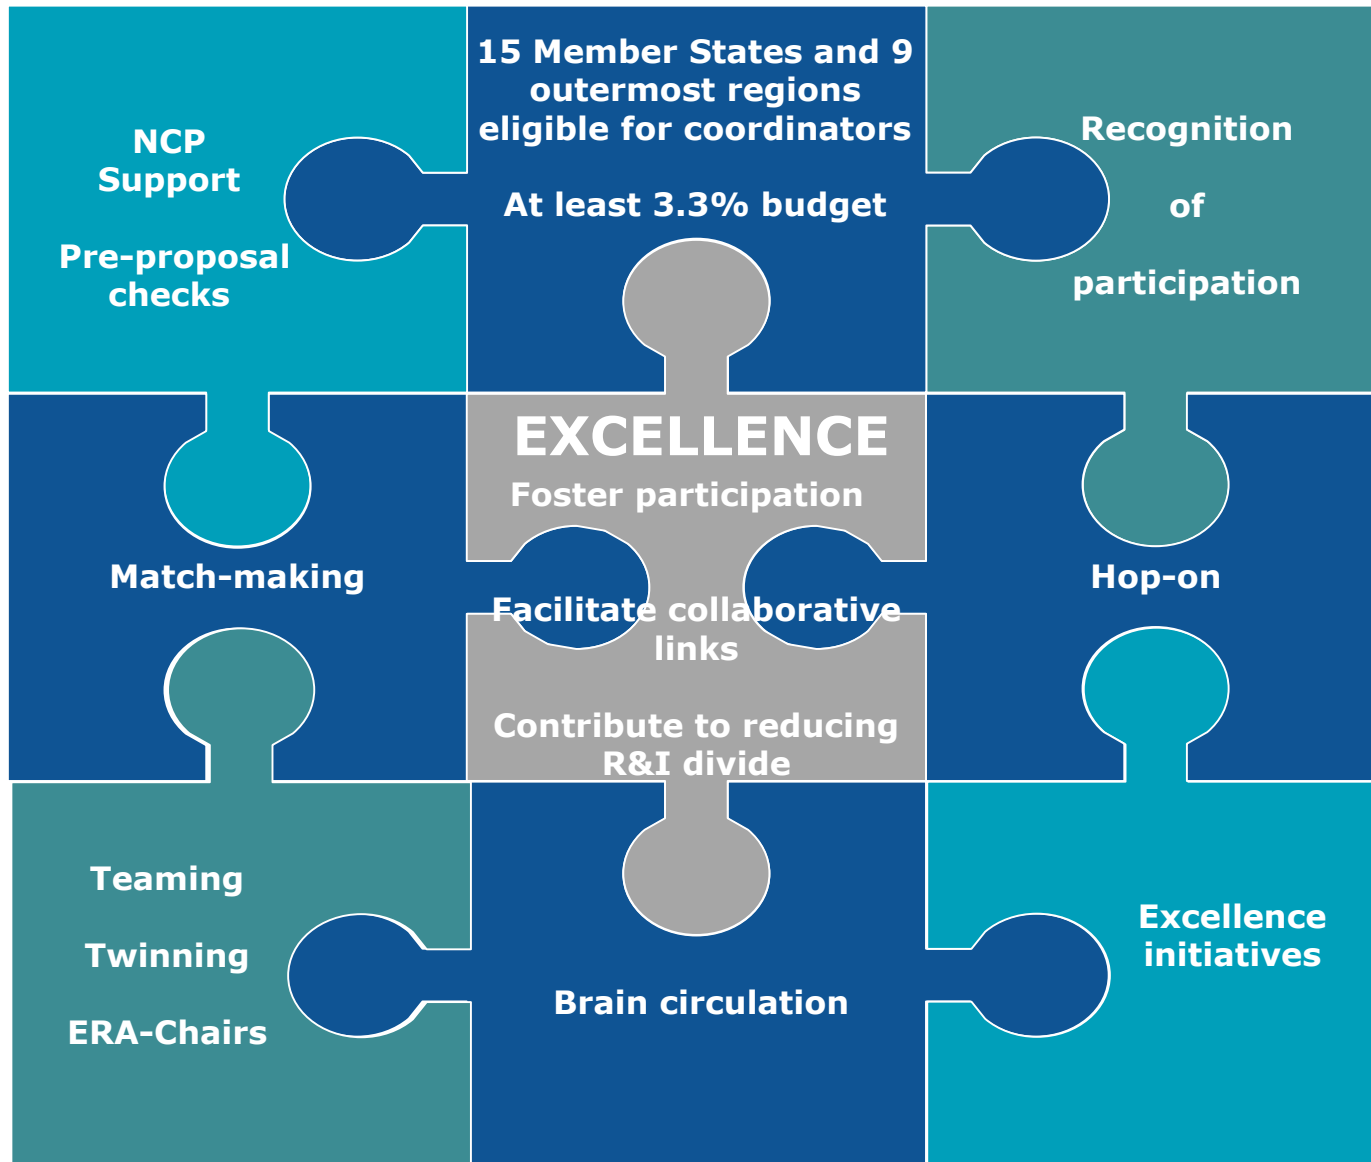 NCP
Support
Pre-proposal
checks
15 Member States and 9
outermost regions
eligible for coordinators
At least 3.3% budget
Recognition
of
participation
Match-making
EXCELLENCE
Foster participation
Facilitate collaborative
links
Contribute to reducing
R&I divide
Hop-on
Teaming
Twinning
ERA-Chairs
Brain circulation
Excellence
initiatives